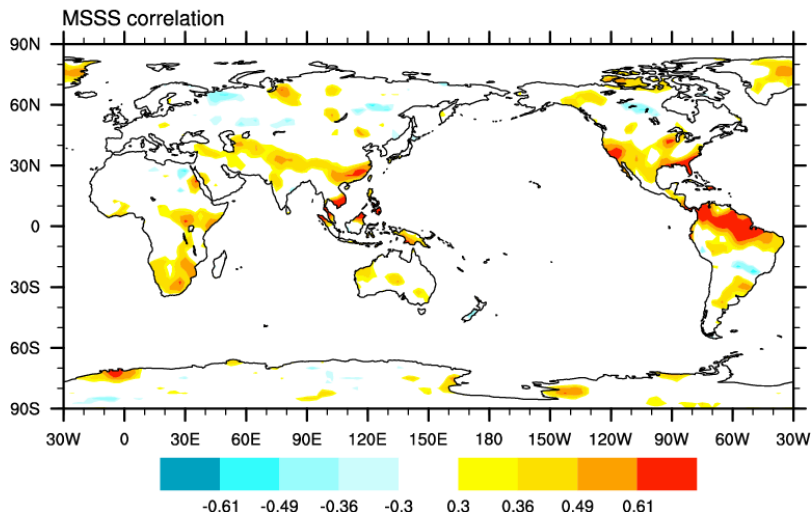 MSSS correlation
90N
60N
30N
0
30S
60S
90S
30W 0 30E 60E 90E 120E 150E 180 150W 120W 90W 60W 30W
-0.61 -0.49 -0.36 -0.3 0.3 0.36 0.49 0.61